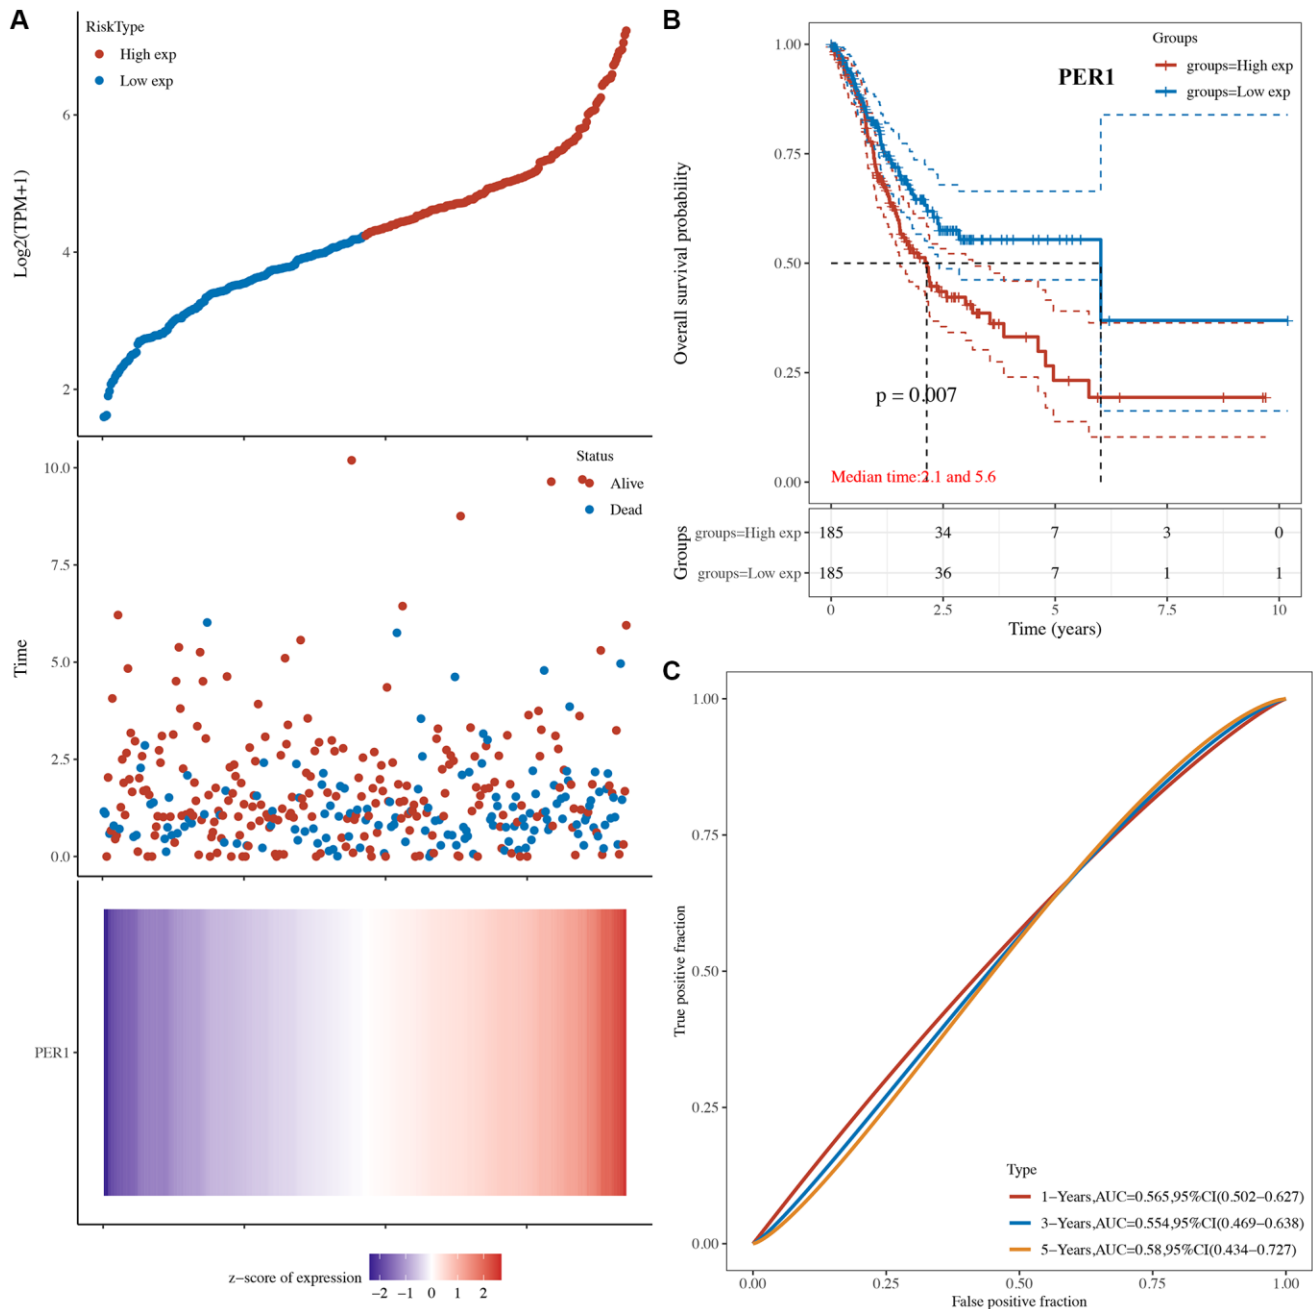 A
RiskType
High exp
Low exp
Log2(TPM+1)
6
4
2
Status
Alive
Dead
Time
10.0
7.5
5.0
2.5
0.0
PER1
z−score of expression
−2 −1 0 1 2
B
Groups
groups=High exp
groups=Low exp
PER1
Overall survival probability
1.00
0.75
0.50
0.25
0.00
p = 0.007
Median time:2.1 and 5.6
Groups
groups=High exp 185 34 7 3 0
groups=Low exp 185 36 7 1 1
0 2.5 5 7.5 10
Time (years)
C
True positive fraction
1.00
0.75
0.50
0.25
0.00
Type
1−Years,AUC=0.565,95%CI(0.502−0.627)
3−Years,AUC=0.554,95%CI(0.469−0.638)
5−Years,AUC=0.58,95%CI(0.434−0.727)
0.00 0.25 0.50 0.75 1.00
False positive fraction